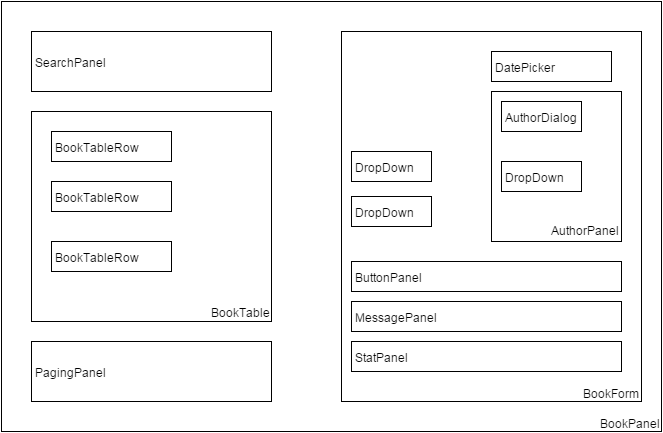 SearchPanel
BookTableRow
BookTableRow
BookTableRow
BookTable
PagingPanel
DatePicker
AuthorDialog
DropDown
AuthorPanel
DropDown
DropDown
ButtonPanel
MessagePanel
StatPanel
BookForm
BookPanel